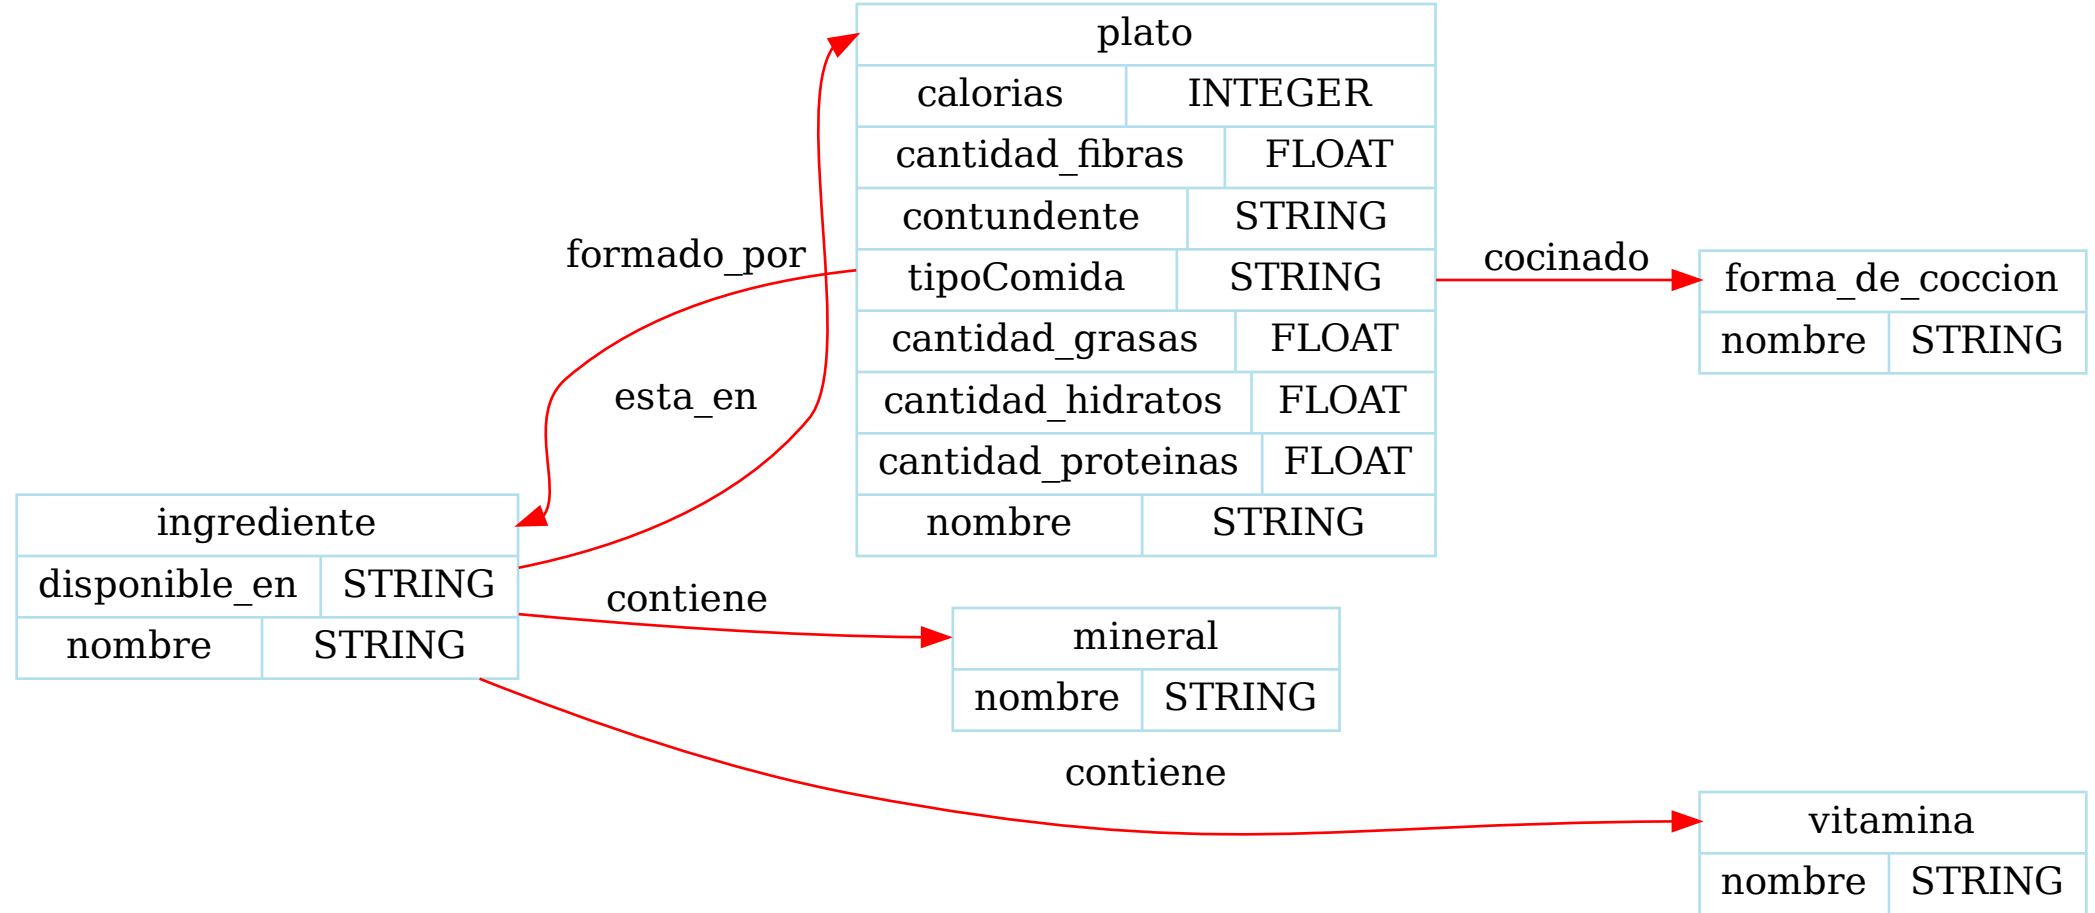 plato
calorias INTEGER
cantidad_fibras FLOAT
contundente STRING
tipoComida STRING
cantidad_grasas FLOAT
cantidad_hidratos FLOAT
cantidad_proteinas FLOAT
nombre STRING
formado_por
esta_en
cocinado
forma_de_coccion
nombre STRING
ingrediente
disponible_en STRING
nombre STRING
contiene
mineral
nombre STRING
contiene
vitamina
nombre STRING